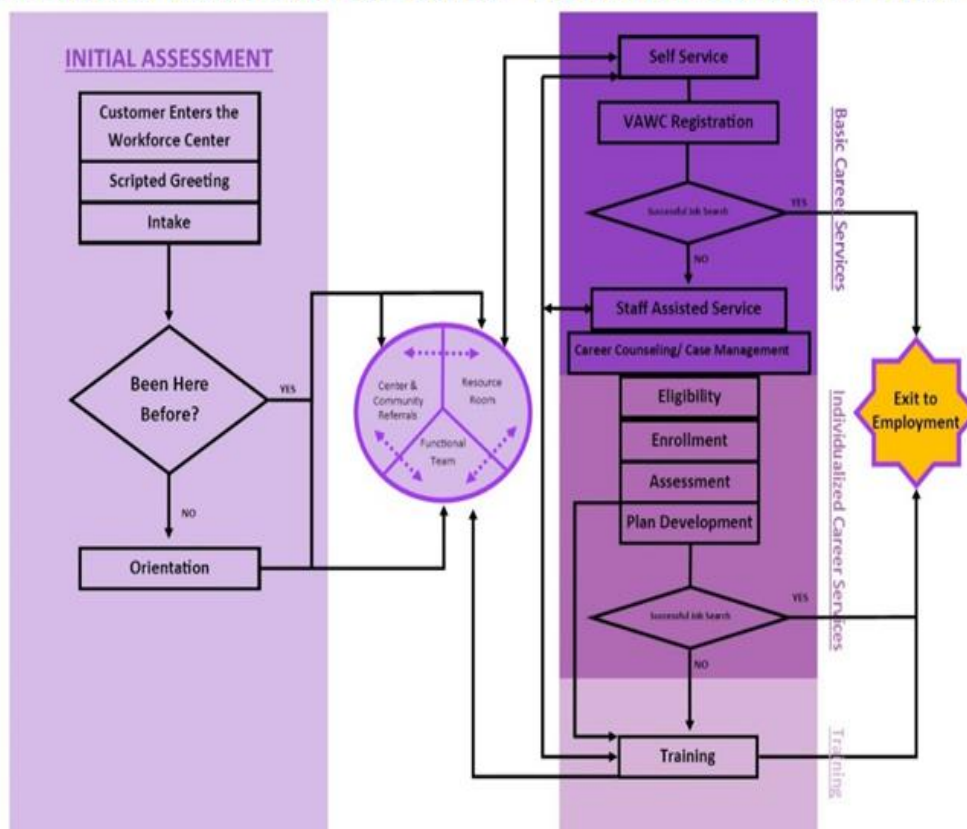 INITIAL ASSESSMENT
Customer Enters the
Workforce Center
Scripted Greeting
Intake
Been Here
Before?
YES
NO
Orientation
Center &
Community
Referrals
Resource
Room
Functional
Team
Self Service
VAWC Registration
Successful Job Search
YES
NO
Staff Assisted Service
Career Counseling/ Case Management
Eligibility
Enrollment
Assessment
Plan Development
Successful Job Search
YES
NO
Training
Basic Career Services
Individualized Career Services
Training
Exit to
Employment